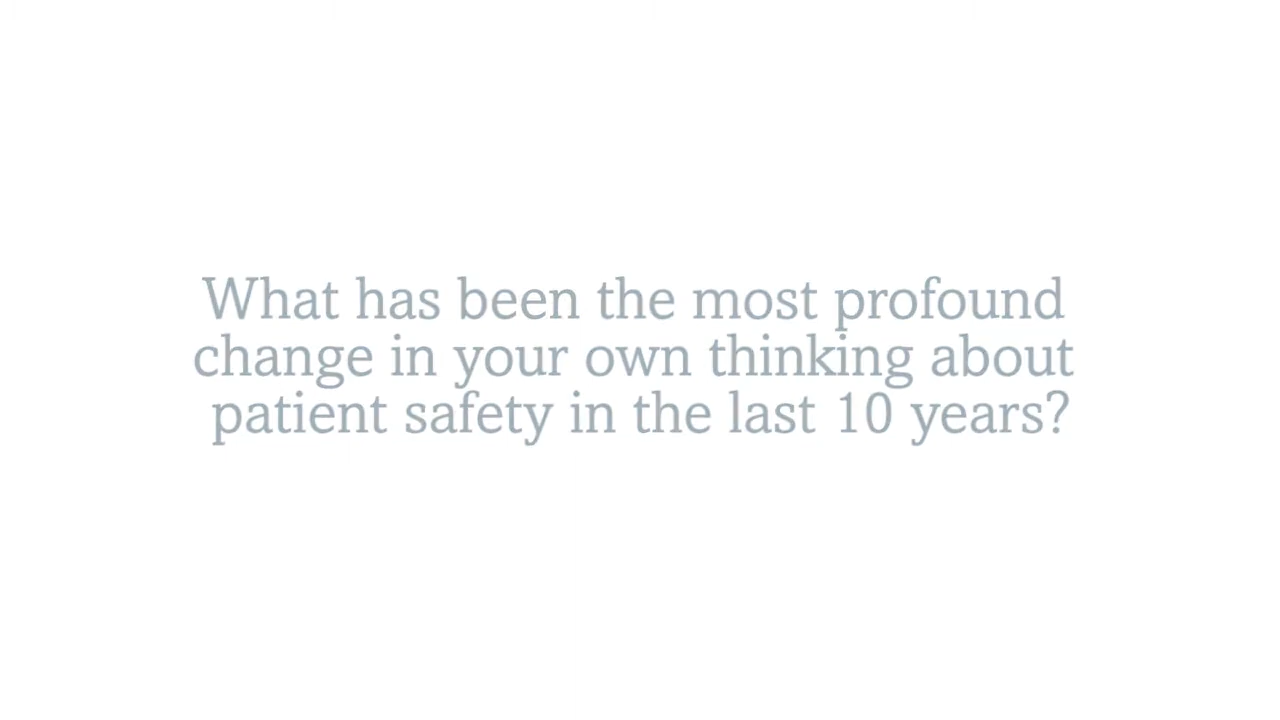 What has been the most profound
change in your own thinking about
patient safety in the last 10 years?